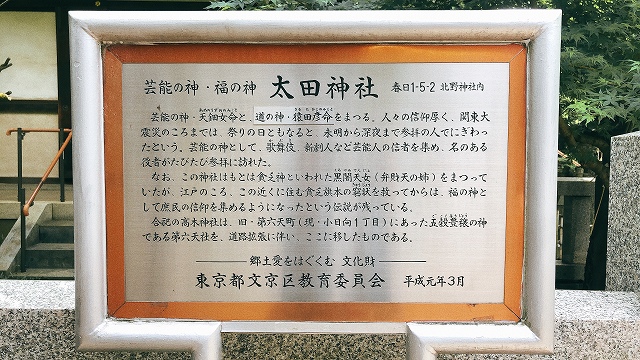 芸能の神・福の神 太田神社 春日1-5-2 北野神社内
芸能の神・天鈿女命と、道の神・猿田彦命をまつる。人々の信仰厚く、関東大
震災のころまでは、祭りの日ともなると、未明から深夜まで参拝の人でにぎわっ
たという。芸能の神として、歌舞伎、新劇人など芸能人の信者を集め、名のある
役者がたびたび参拝に訪れた。
なお、この神社はもとは貧乏神といわれた黒闇天女(弁財天の姉)をまつって
いたが、江戸のころ、この近くに住む貧乏旗本の窮状を救ってからは、福の神と
して庶民の信仰を集めるようになったという伝説が残っている。
合祀の高木神社は、旧・第六天町(現・小日向1丁目)にあった五穀豊穣の神
である第六天社を、道路拡張に伴い、ここに移したものである。
郷土愛をはぐくむ 文化財
東京都文京区教育委員会 平成元年3月